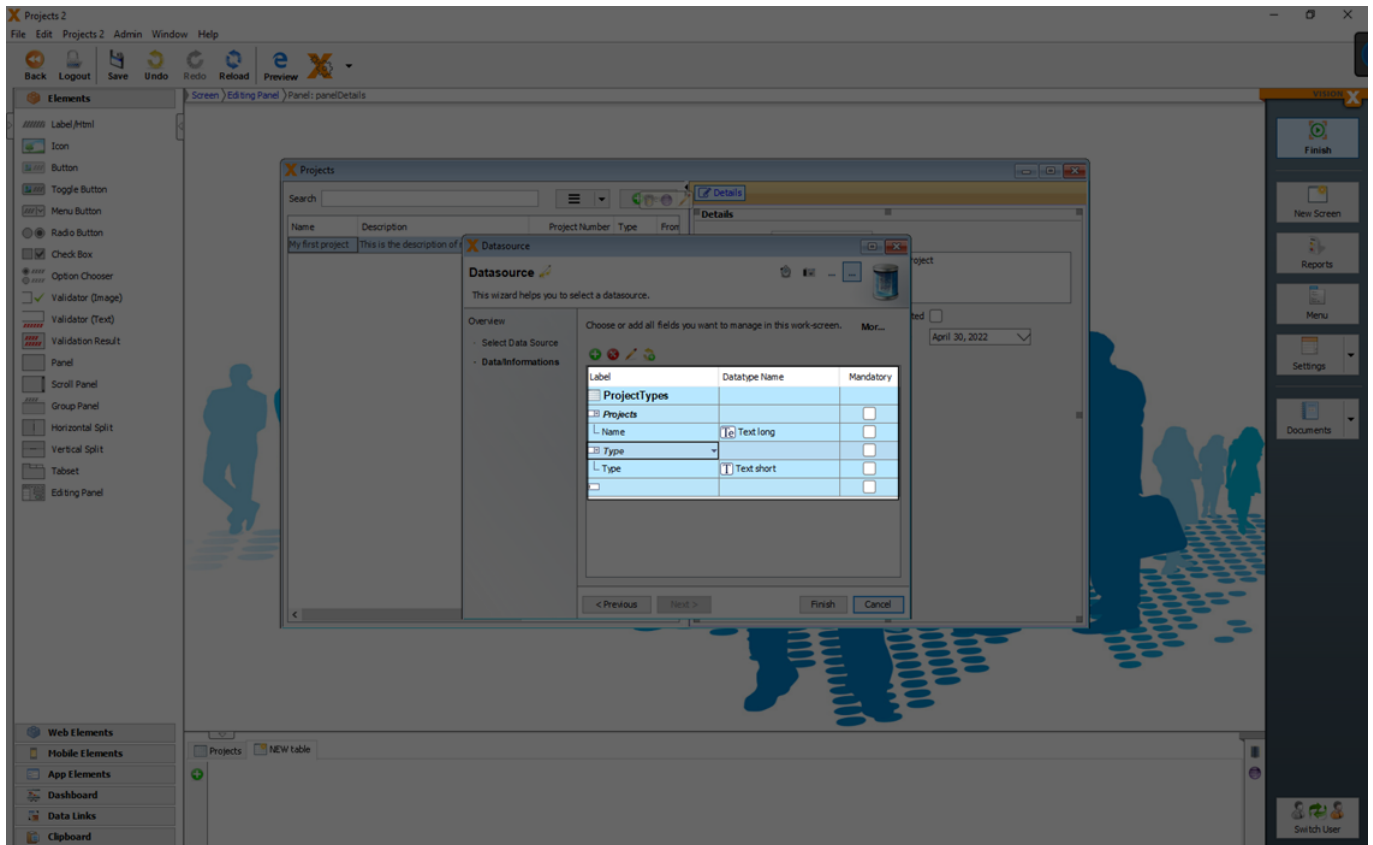 Projects 2
File Edit Projects 2 Admin Window Help
Back Logout Save Undo Redo Reload Preview
Elements
Label/Html
Icon
Button
Toggle Button
Menu Button
Radio Button
Check Box
Option Chooser
Validator (Image)
Validator (Text)
Validation Result
Panel
Scroll Panel
Group Panel
Horizontal Split
Vertical Split
Tabset
Editing Panel
Web Elements
Mobile Elements
App Elements
Dashboard
Data Links
Clipboard
Screen Editing Panel Panel: panelDetails
Projects
Search
Name Description Project Number Type From
My first project This is the description of
Details
Details
roject
ted
April 30, 2022
Datasource
Datasource
This wizard helps you to select a datasource.
Overview
- Select Data Source
- Data/Informations
Choose or add all fields you want to manage in this work-screen. Mor...
Label Datatype Name Mandatory
ProjectTypes
Projects
Name Te Text long
Type
Type T Text short
< Previous Next > Finish Cancel
Projects NEW table
VISION X
Finish
New Screen
Reports
Menu
Settings
Documents
Switch User